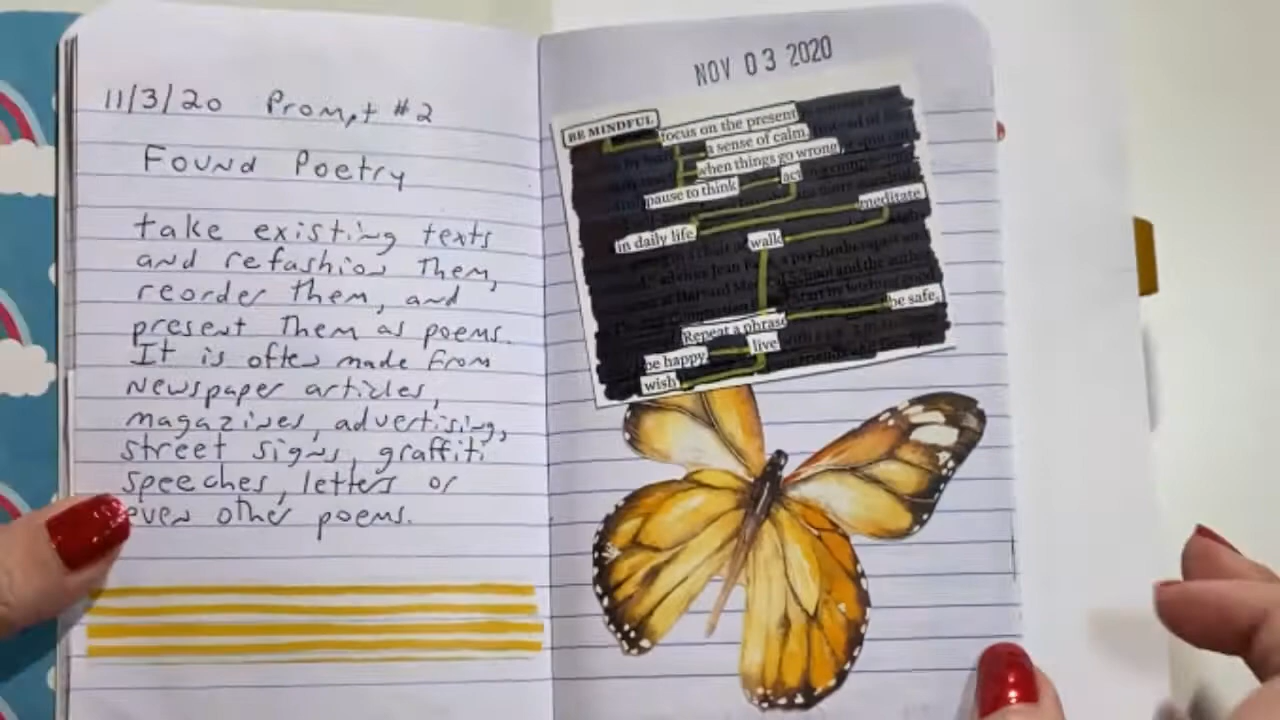 11/3/20 Prompt #2
Found Poetry
take existing texts
and refashion them,
reorder them, and
present them as poems.
It is often made from
newspaper articles,
magazines, advertising,
street signs, graffiti
speeches, letters or
even other poems.
NOV 03 2020
BE MINDFUL
focus on the present
a sense of calm.
when things go wrong
act
pause to think
meditate
in daily life
walk
be safe,
Repeat a phrase
live
be happy
wish